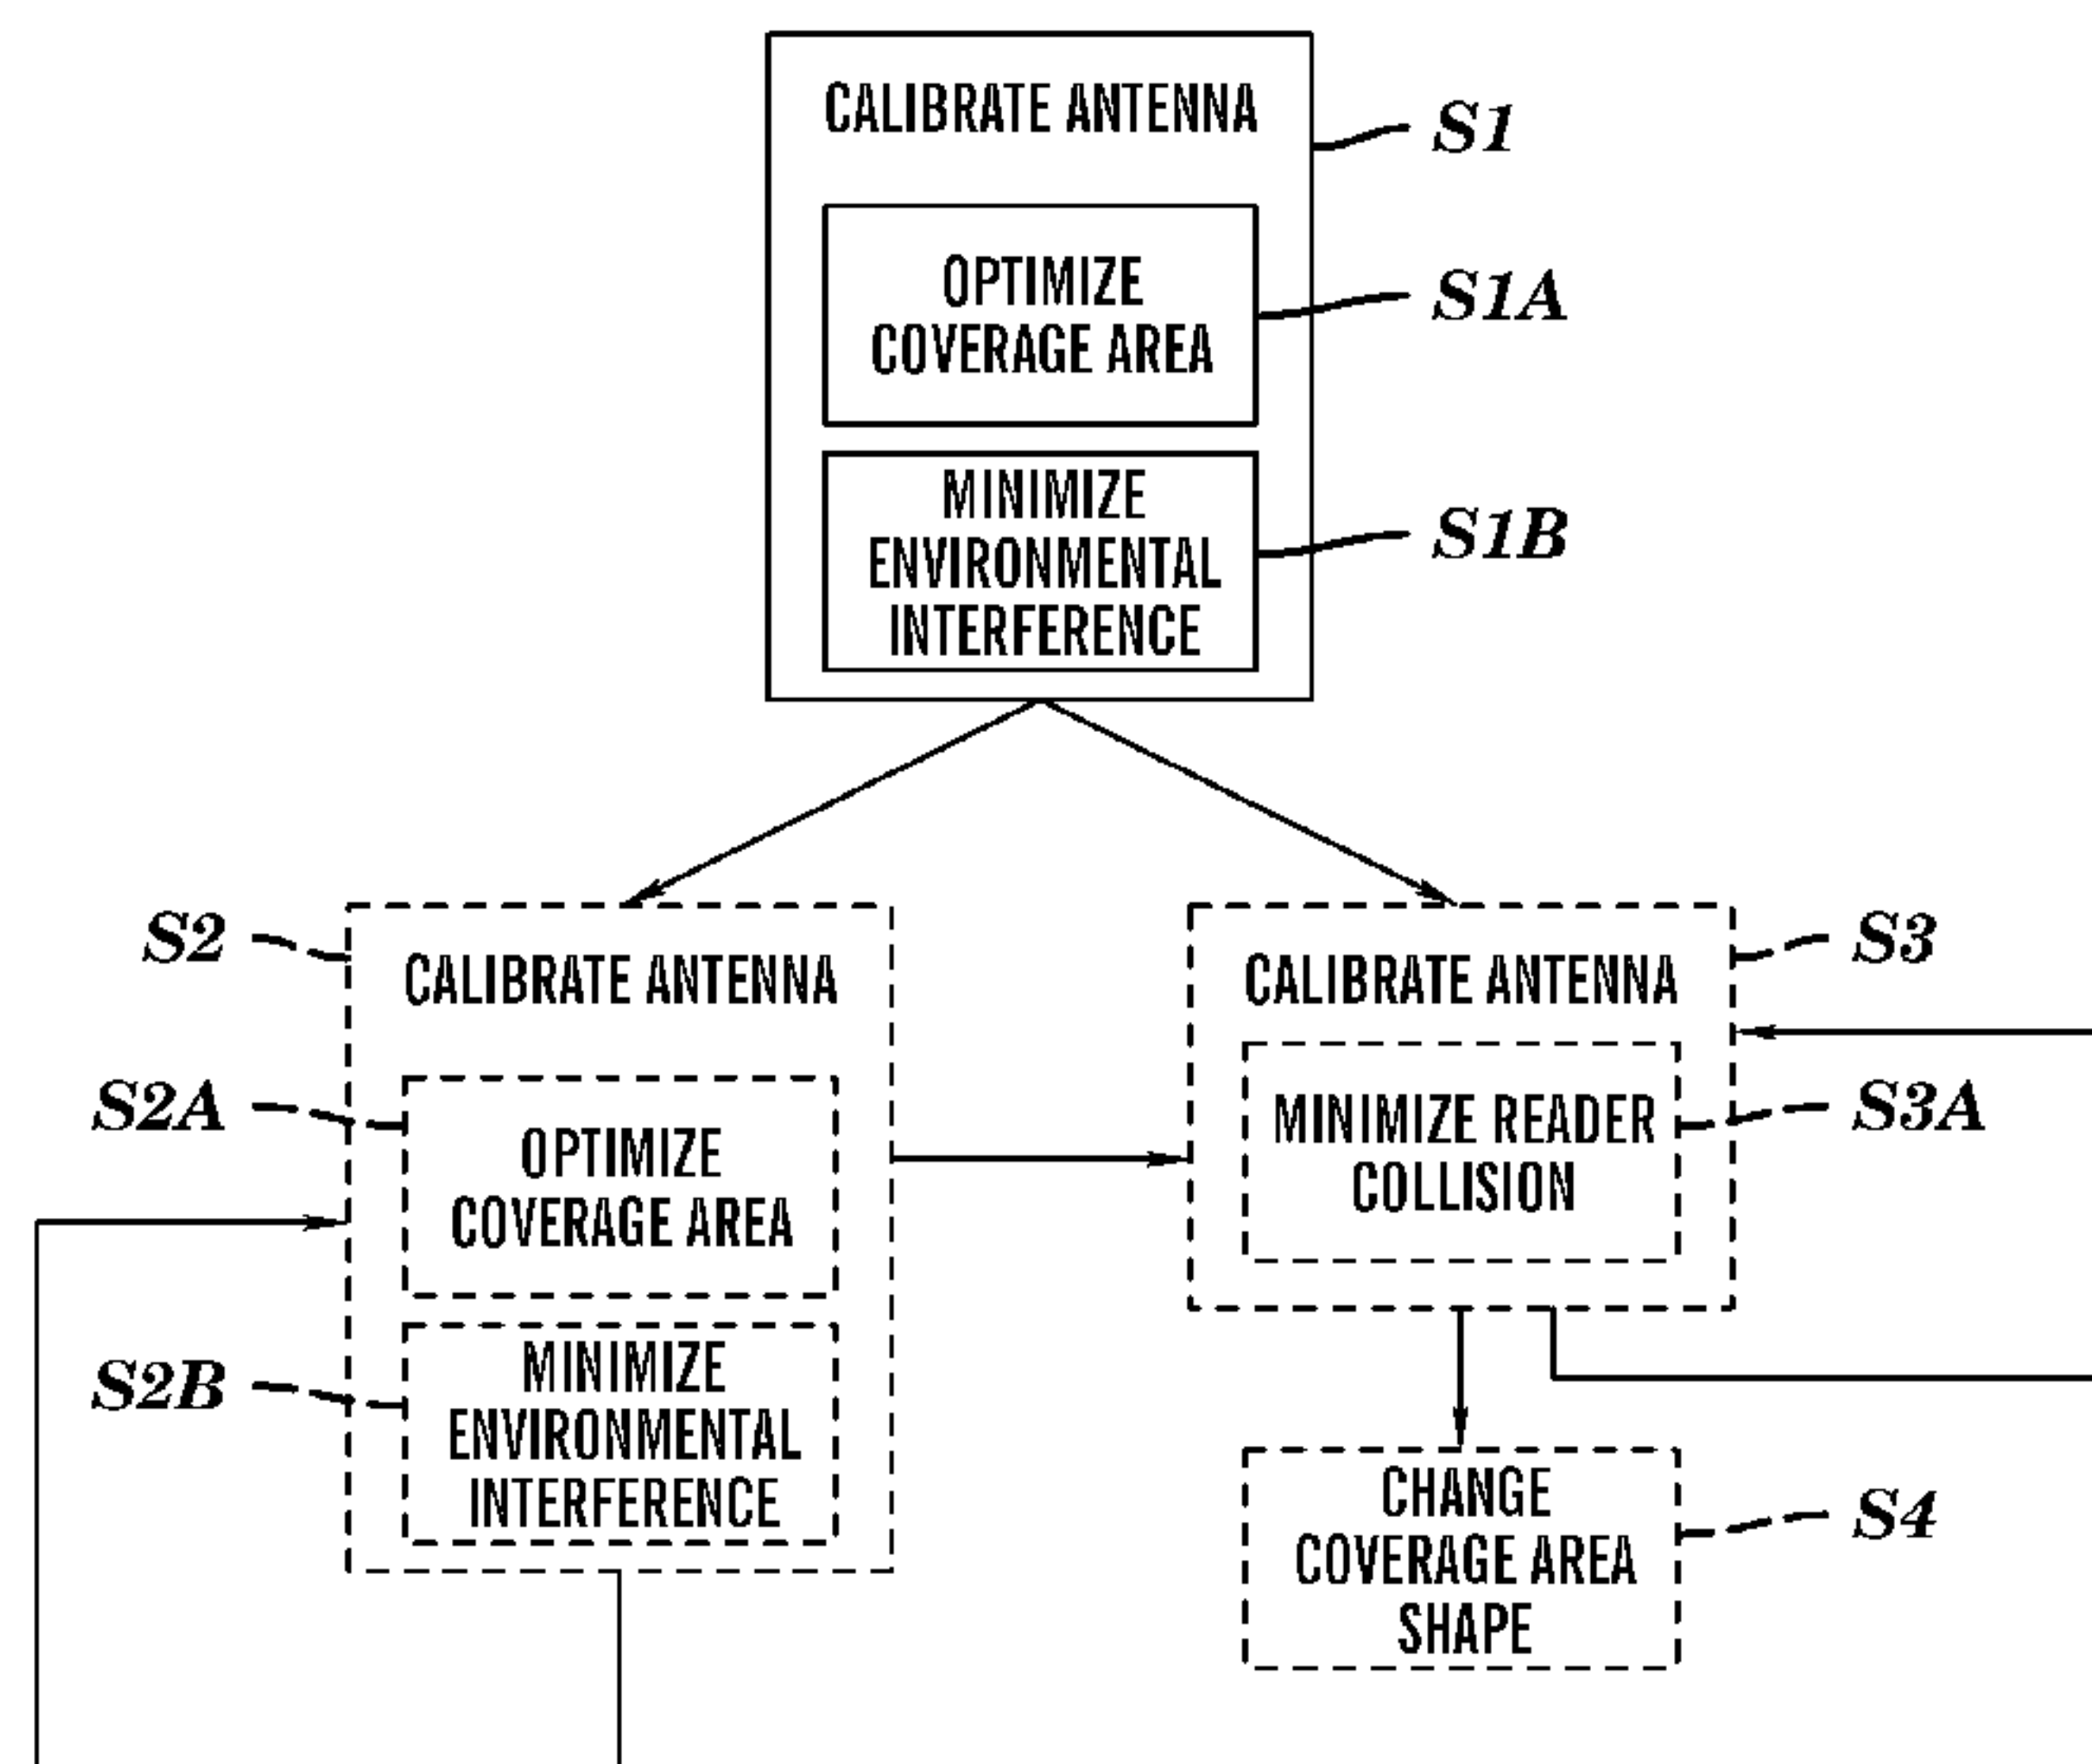 CALIBRATE ANTENNA
S1
OPTIMIZE
COVERAGE AREA
S1A
MINIMIZE
ENVIRONMENTAL
INTERFERENCE
S1B
S2
CALIBRATE ANTENNA
S2A
OPTIMIZE
COVERAGE AREA
S2B
MINIMIZE
ENVIRONMENTAL
INTERFERENCE
CALIBRATE ANTENNA
S3
MINIMIZE READER
COLLISION
S3A
CHANGE
COVERAGE AREA
SHAPE
S4